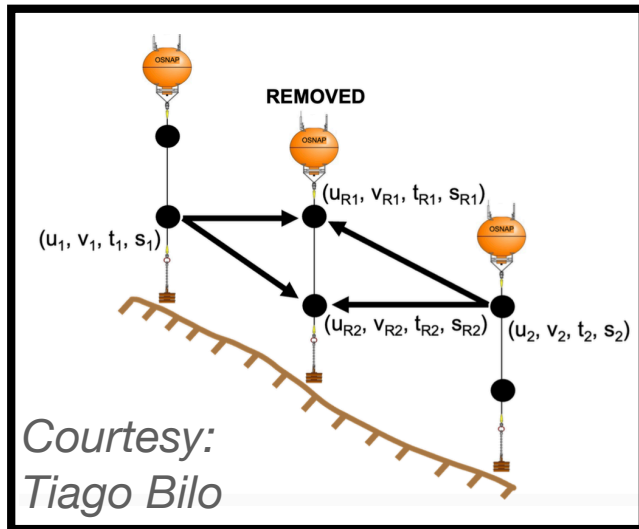 OSNAP
REMOVED
OSNAP
(uR1, vR1, tR1, sR1)
OSNAP
(u1, v1, t1, s1)
(uR2, vR2, tR2, sR2)
(u2, v2, t2, s2)
Courtesy:
Tiago Bilo